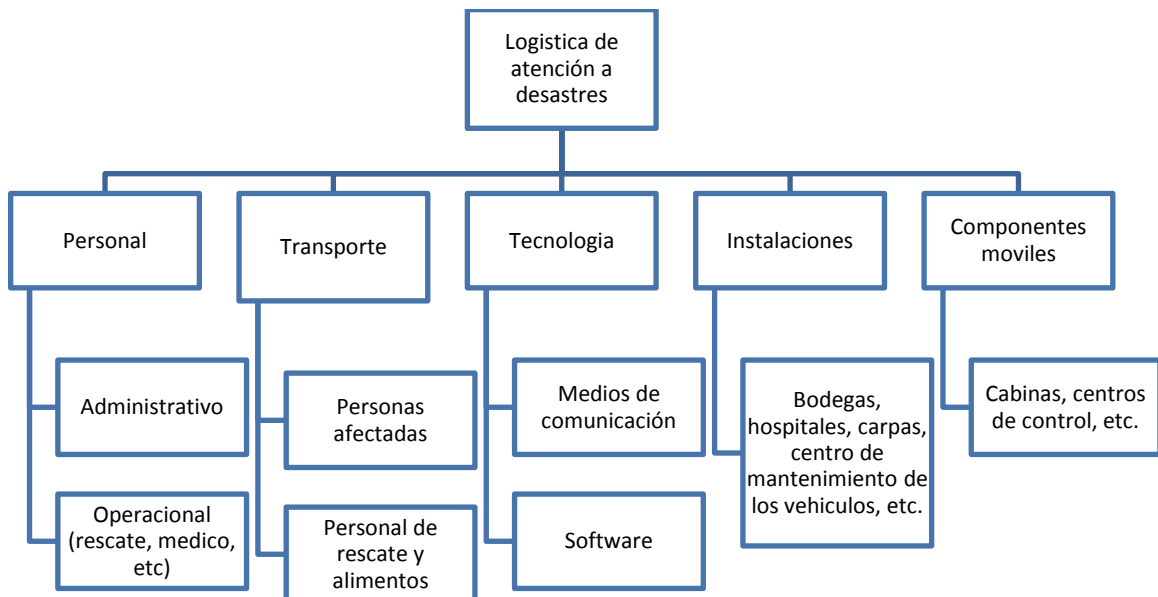 Logistica de
atención a
desastres
Personal
Transporte
Tecnologia
Instalaciones
Componentes
moviles
Administrativo
Operacional
(rescate, medico,
etc)
Personas
afectadas
Personal de
rescate y
alimentos
Medios de
comunicación
Software
Bodegas,
hospitales, carpas,
centro de
mantenimiento de
los vehiculos, etc.
Cabinas, centros
de control, etc.